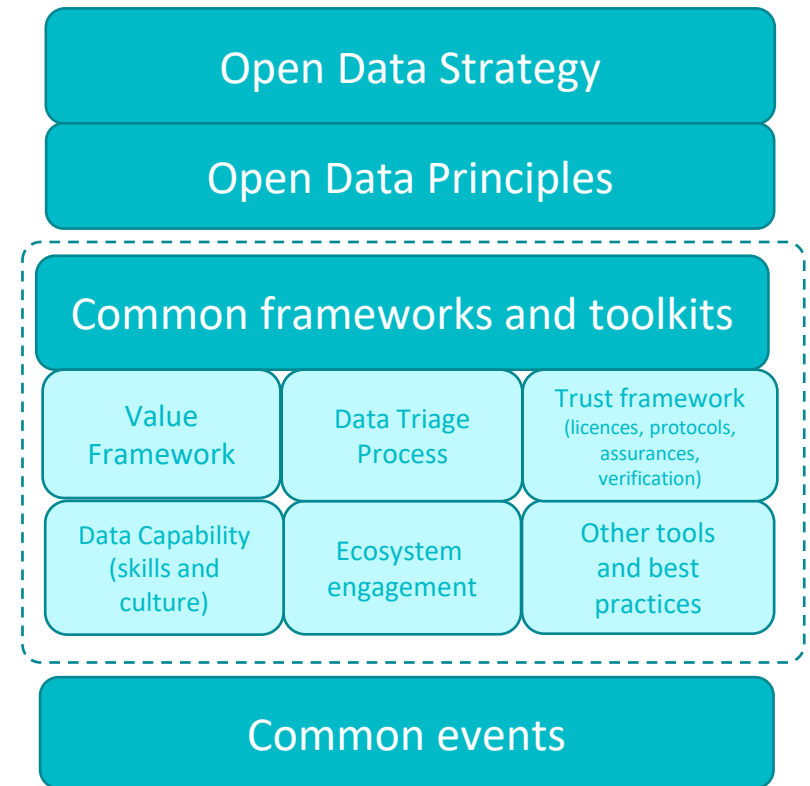 Open Data Strategy
Open Data Principles
Common frameworks and toolkits
Value
Framework
Data Triage
Process
Trust framework
(licences, protocols,
assurances,
verification)
Data Capability
(skills and
culture)
Ecosystem
engagement
Other tools
and best
practices
Common events